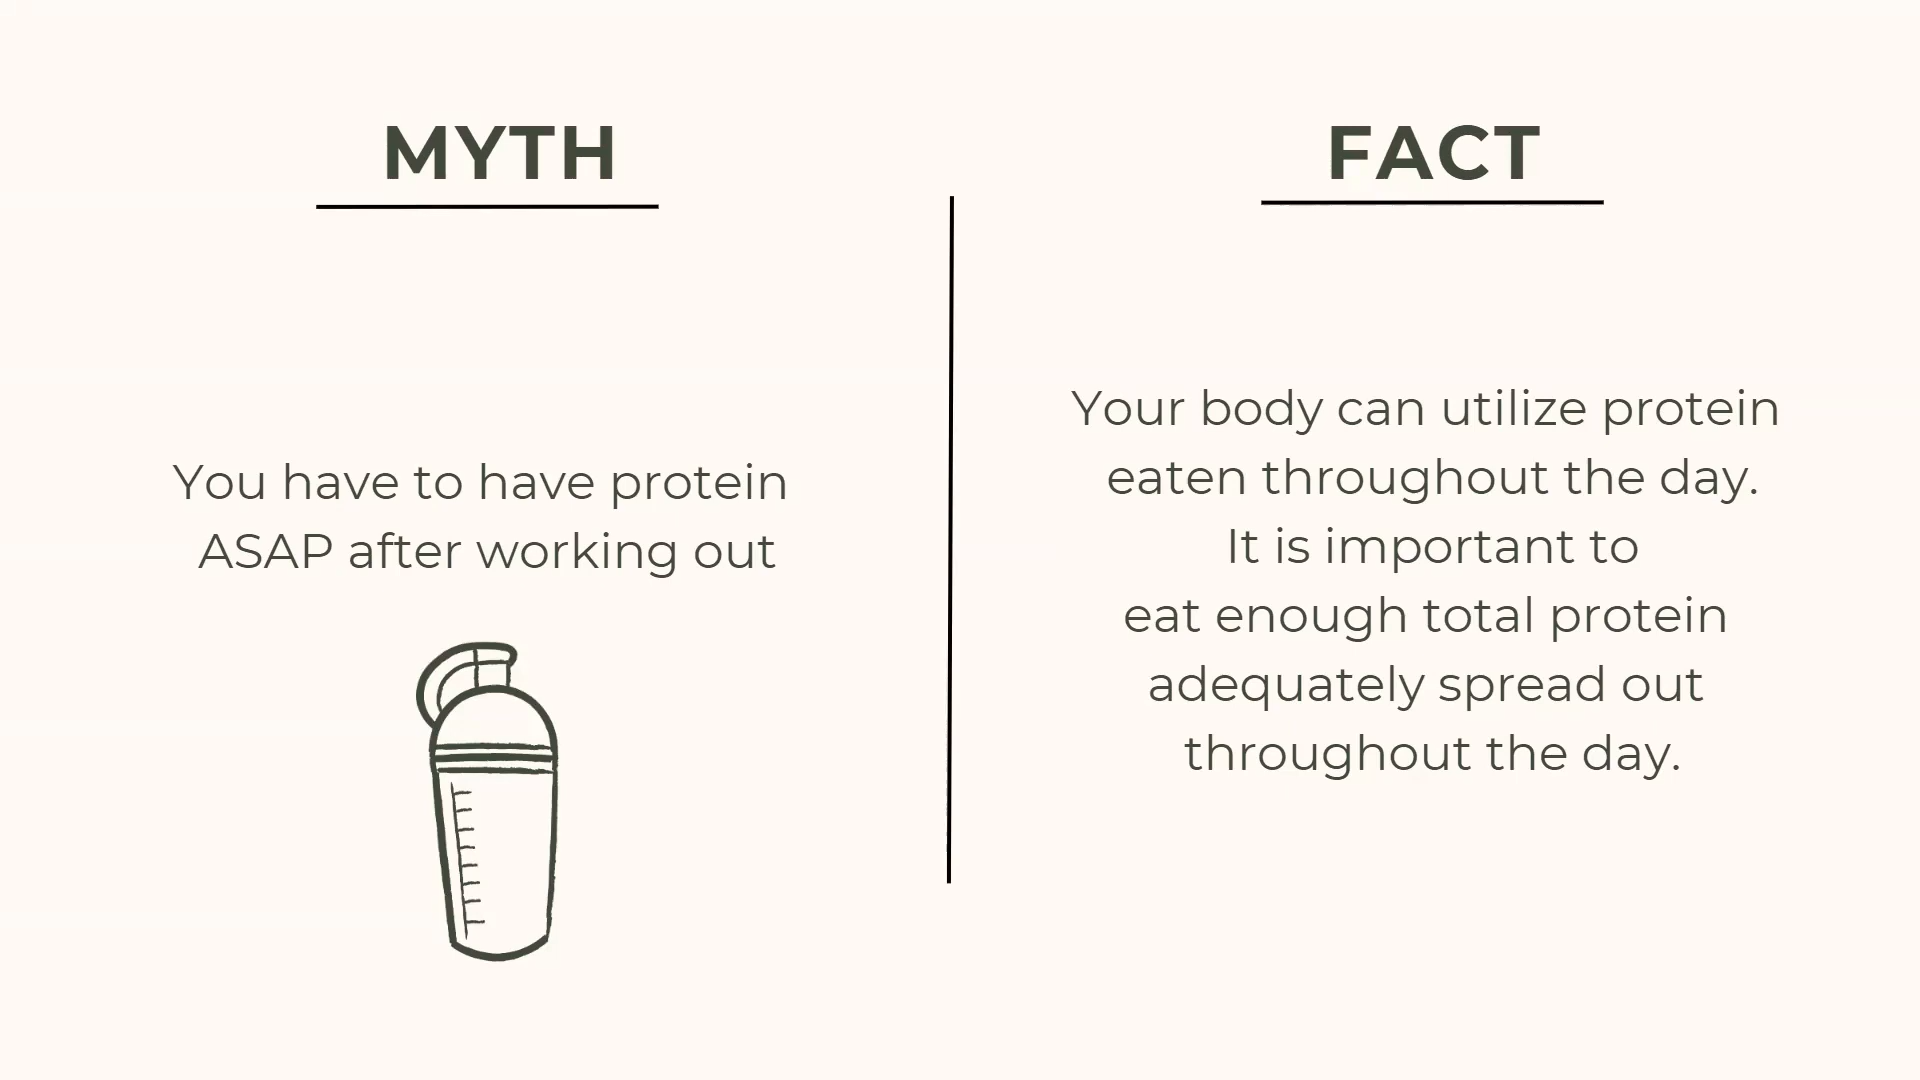 MYTH
You have to have protein
ASAP after working out
FACT
Your body can utilize protein
eaten throughout the day.
It is important to
eat enough total protein
adequately spread out
throughout the day.